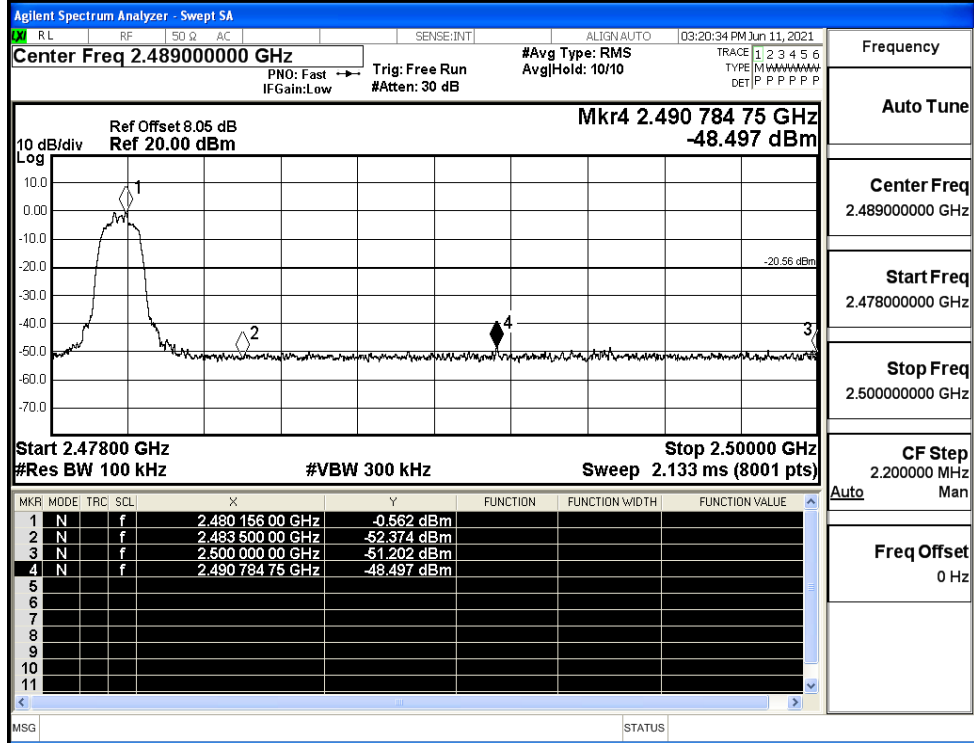 Agilent Spectrum Analyzer - Swept SA
LXI RL RF 50 Ω AC SENSE:INT ALIGNAUTO 03:20:34 PM Jun 11, 2021
Center Freq 2.489000000 GHz
PNO: Fast
IFGain:Low
Trig: Free Run
#Atten: 30 dB
#Avg Type: RMS
Avg|Hold: 10/10
TRACE 1 2 3 4 5 6
TYPE M W W W W W
DET P P P P P P
Ref Offset 8.05 dB
10 dB/div Ref 20.00 dBm
Log
Mkr4 2.490 784 75 GHz
-48.497 dBm
10.0
0.00
-10.0
-20.0
-30.0
-40.0
-50.0
-60.0
-70.0
1
2
4
3
-20.56 dBm
Start 2.47800 GHz Stop 2.50000 GHz
#Res BW 100 kHz #VBW 300 kHz Sweep 2.133 ms (8001 pts)
MKR MODE TRC SCL X Y FUNCTION FUNCTION WIDTH FUNCTION VALUE
1 N f 2.480 156 00 GHz -0.562 dBm
2 N f 2.483 500 00 GHz -52.374 dBm
3 N f 2.500 000 00 GHz -51.202 dBm
4 N f 2.490 784 75 GHz -48.497 dBm
5
6
7
8
9
10
11
MSG STATUS
Frequency
Auto Tune
Center Freq
2.489000000 GHz
Start Freq
2.478000000 GHz
Stop Freq
2.500000000 GHz
CF Step
2.200000 MHz
Auto Man
Freq Offset
0 Hz